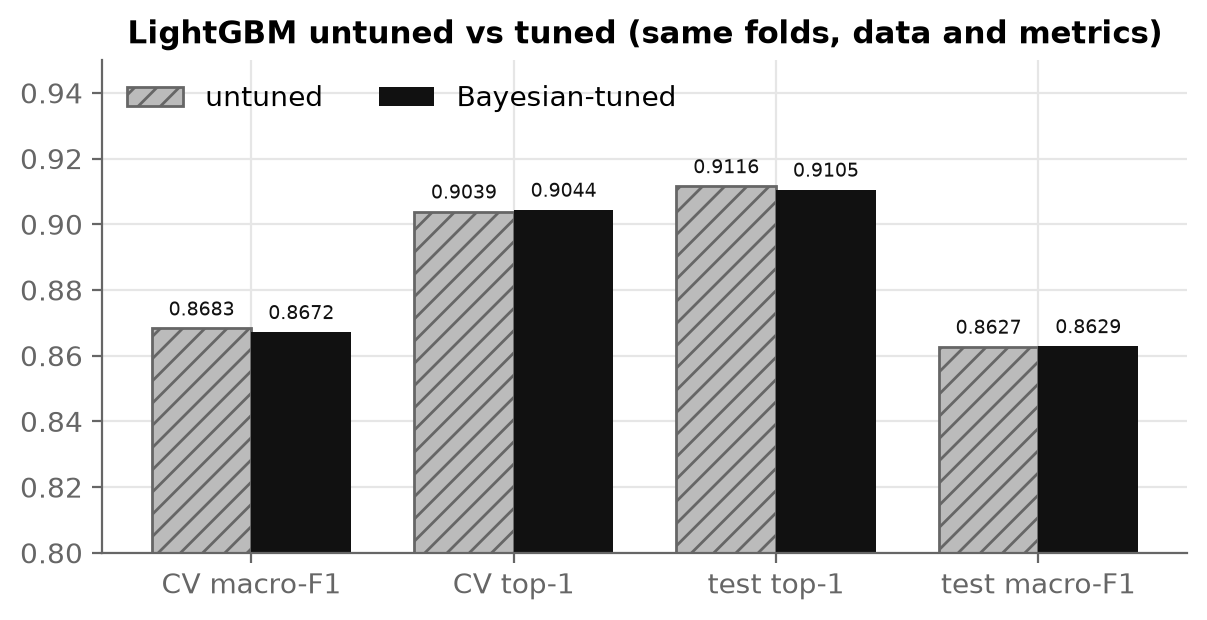 LightGBM untuned vs tuned (same folds, data and metrics)
untuned
Bayesian-tuned
0.94
0.92
0.90
0.88
0.86
0.84
0.82
0.80
0.8683
0.8672
0.9039
0.9044
0.9116
0.9105
0.8627
0.8629
CV macro-F1
CV top-1
test top-1
test macro-F1